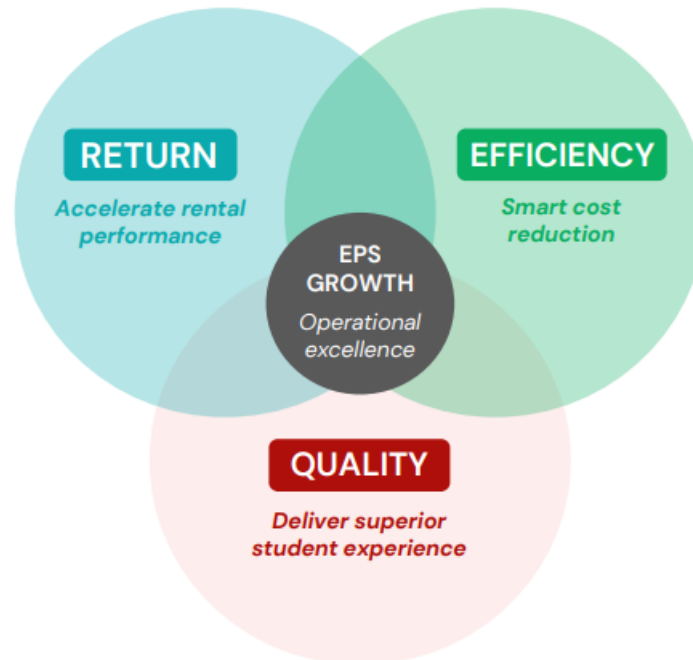 RETURN
Accelerate rental
performance
EFFICIENCY
Smart cost
reduction
EPS
GROWTH
Operational
excellence
QUALITY
Deliver superior
student experience